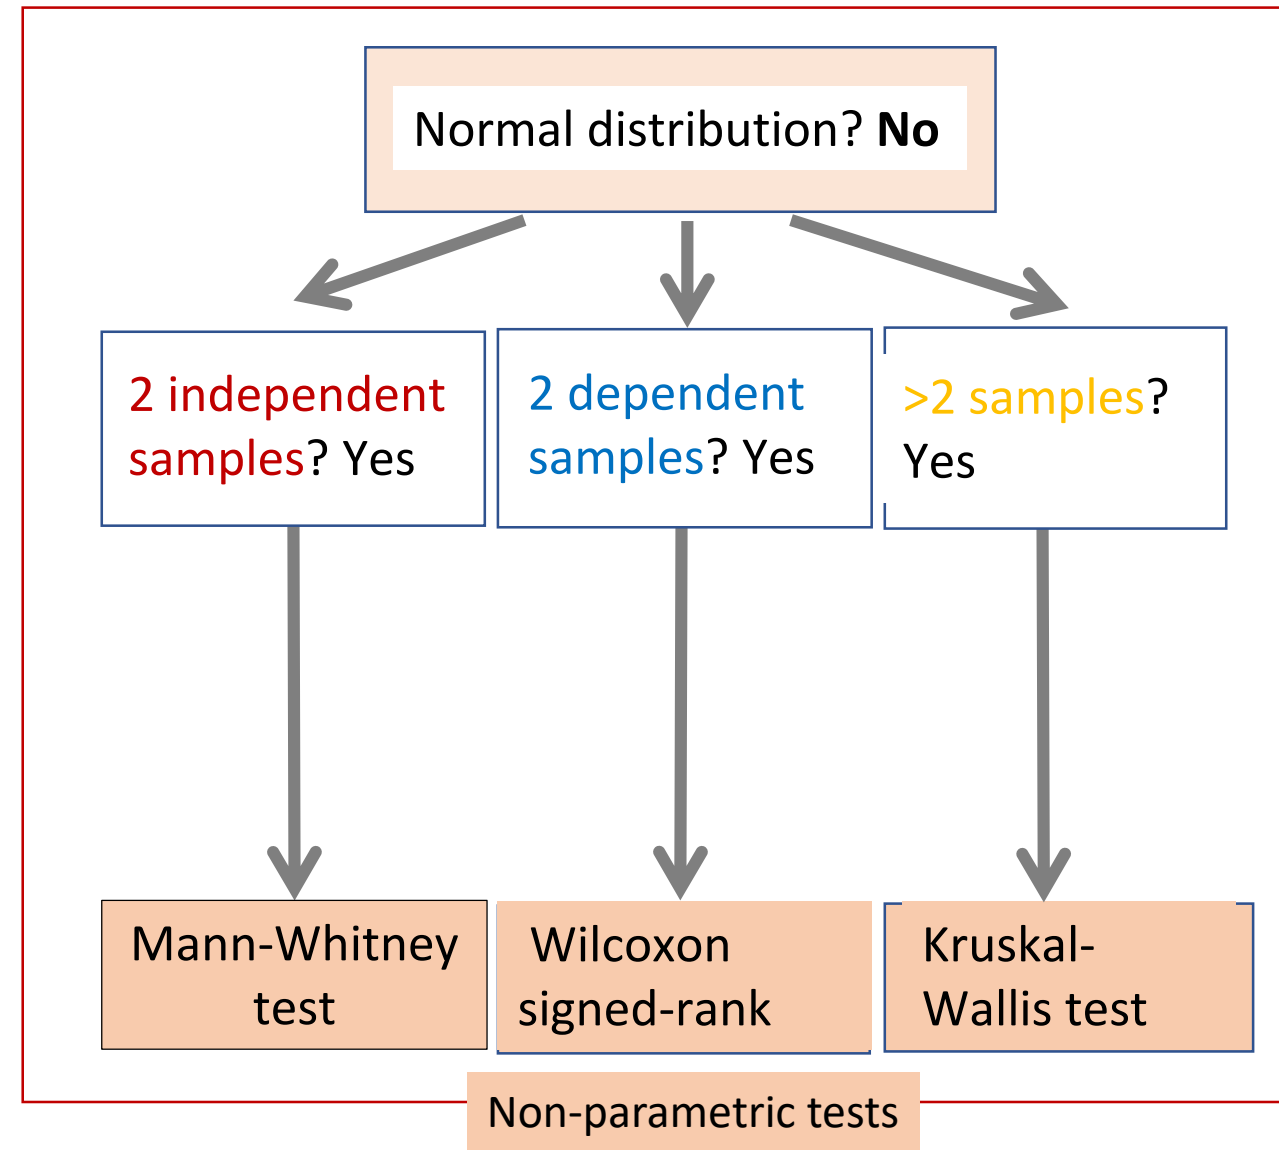 Normal distribution? No
2 independent
samples? Yes
2 dependent
samples? Yes
>2 samples?
Yes
Mann-Whitney
test
Wilcoxon
signed-rank
Kruskal-
Wallis test
Non-parametric tests